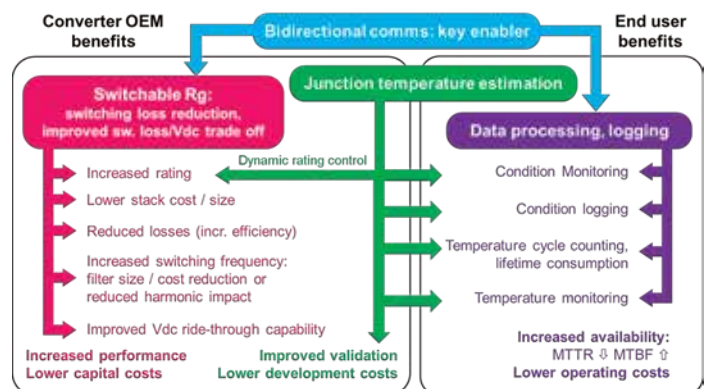 Converter OEM
benefits
Bidirectional comms: key enabler
End user
benefits
Switchable Rg:
switching loss reduction,
improved sw. loss/Vdc trade off
Junction temperature estimation
Data processing, logging
Dynamic rating control
Increased rating
Lower stack cost / size
Reduced losses (incr. efficiency)
Increased switching frequency:
filter size / cost reduction or
reduced harmonic impact
Improved Vdc ride-through capability
Condition Monitoring
Condition logging
Temperature cycle counting,
lifetime consumption
Temperature monitoring
Increased performance
Lower capital costs
Improved validation
Lower development costs
Increased availability:
MTTR ⇩ MTBF ⇧
Lower operating costs